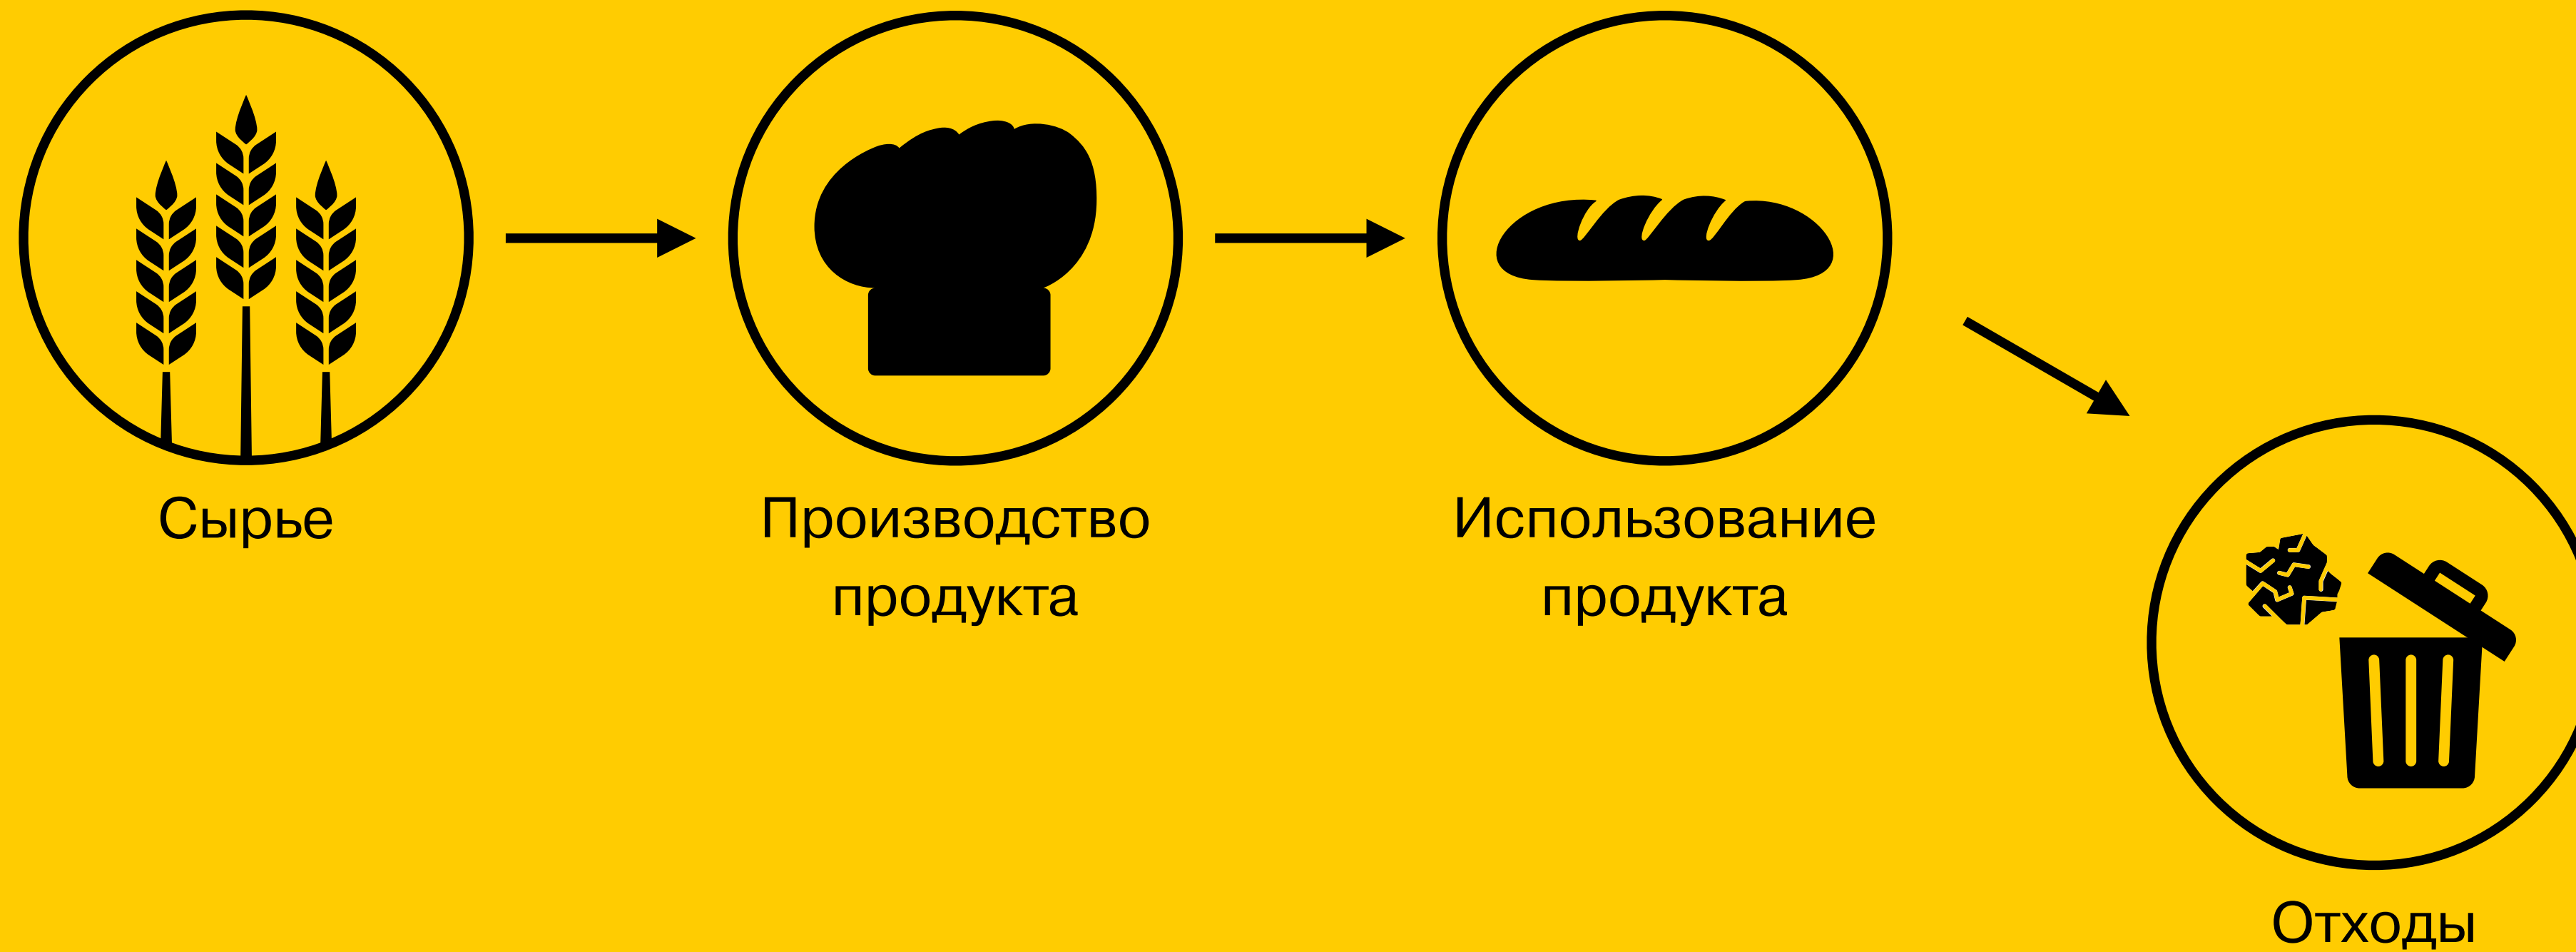 Сырье
Производство
продукта
Использование
продукта
Отходы